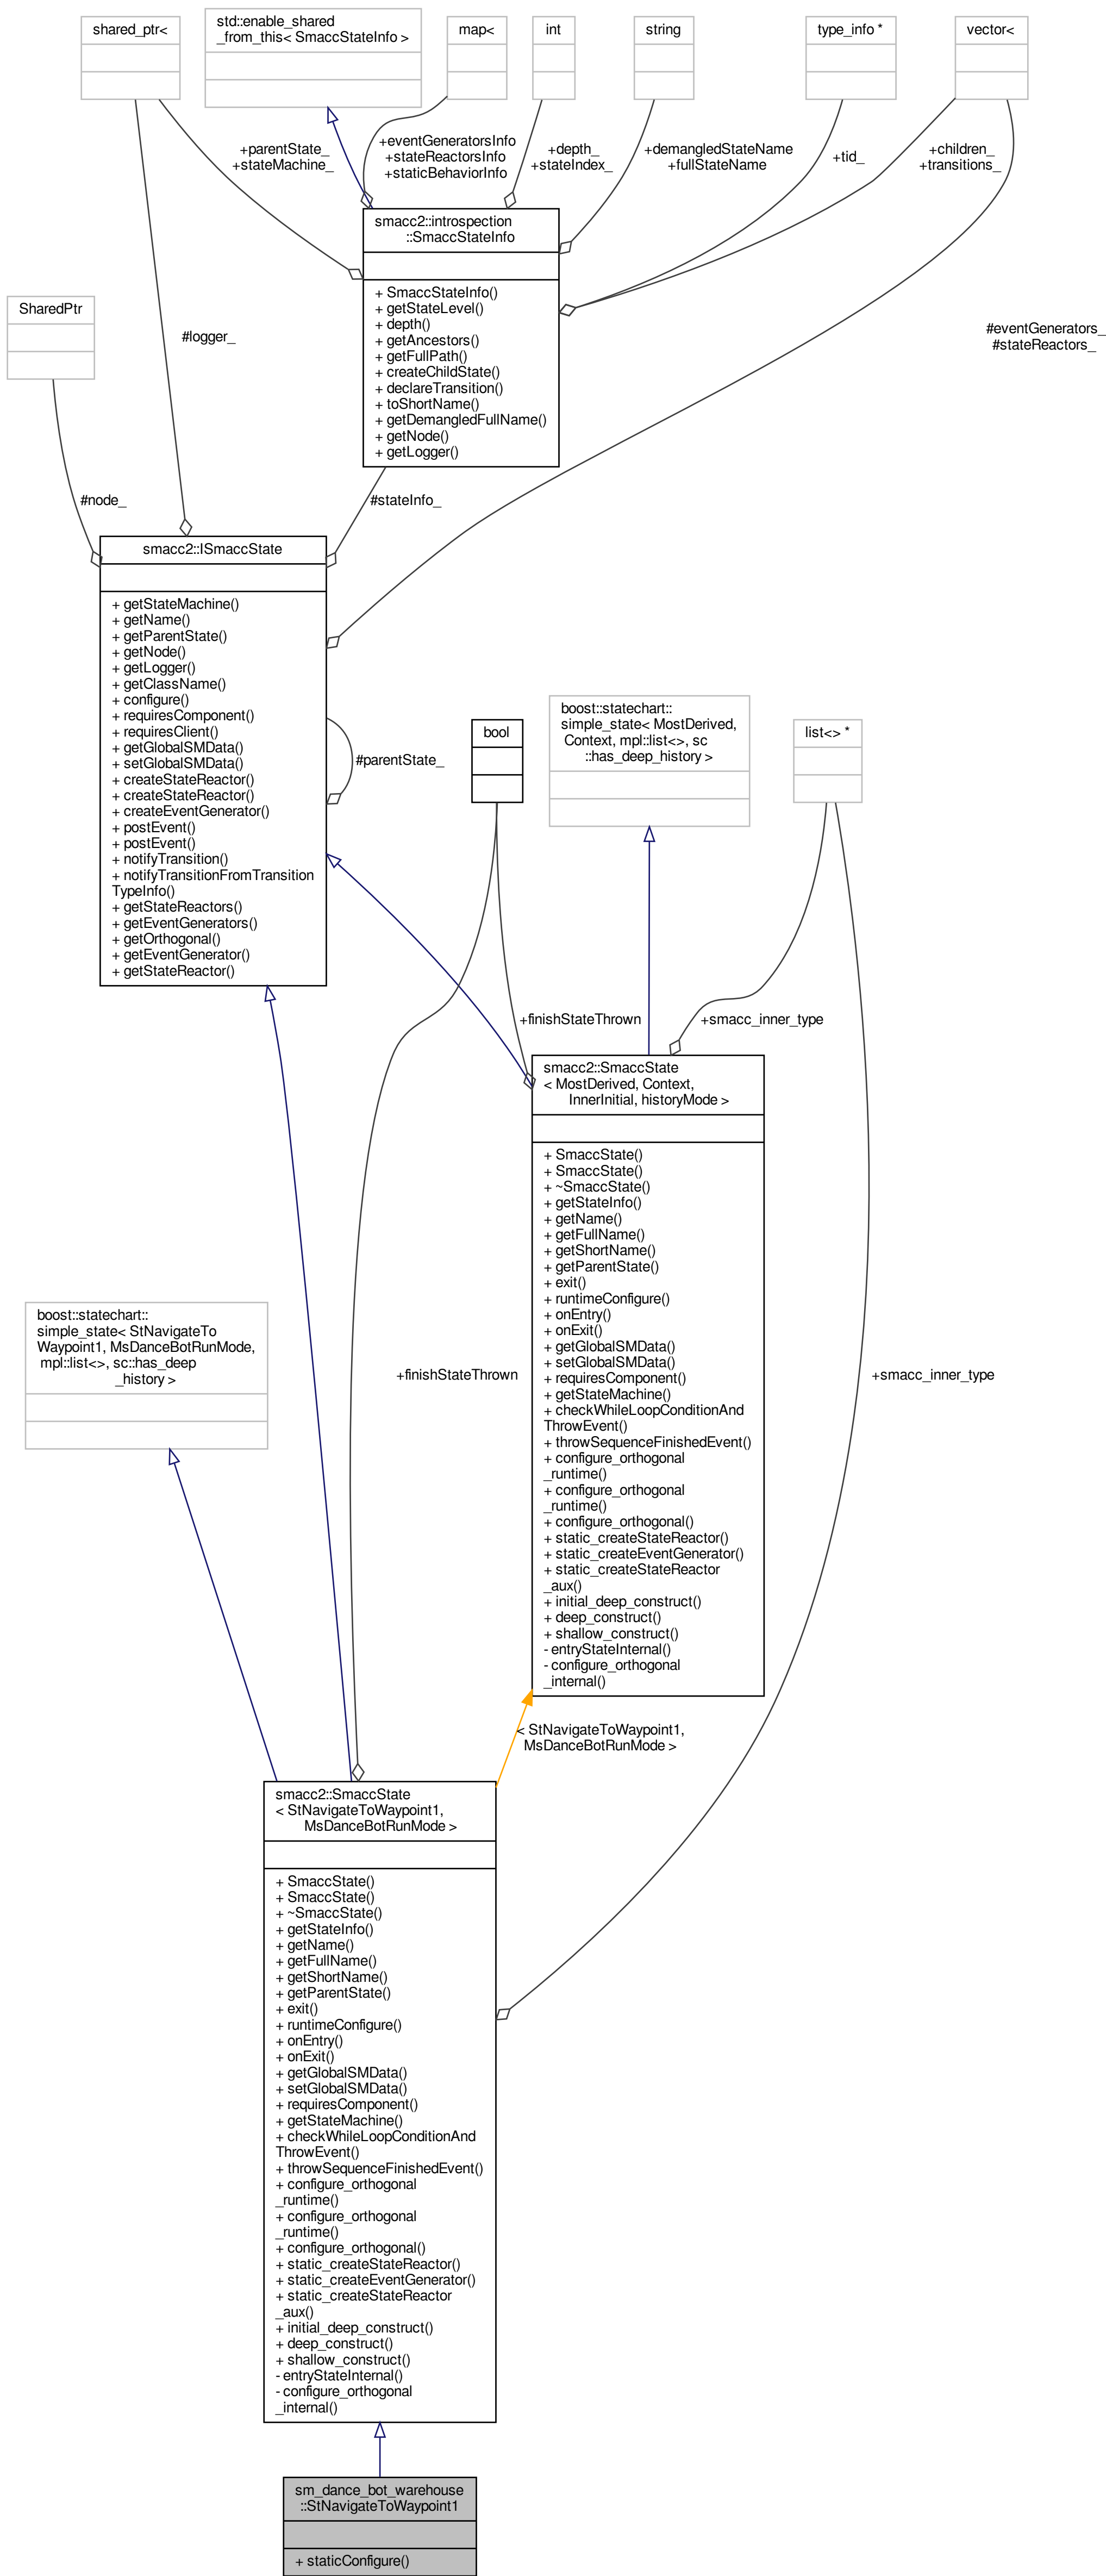 shared_ptr<
std::enable_shared
_from_this< SmaccStateInfo >
map<
int
string
type_info *
vector<
+parentState_
+stateMachine_
+eventGeneratorsInfo
+stateReactorsInfo
+staticBehaviorInfo
+depth_
+stateIndex_
+demangledStateName
+fullStateName
+tid_
+children_
+transitions_
smacc2::introspection
::SmaccStateInfo
+ SmaccStateInfo()
+ getStateLevel()
+ depth()
+ getAncestors()
+ getFullPath()
+ createChildState()
+ declareTransition()
+ toShortName()
+ getDemangledFullName()
+ getNode()
+ getLogger()
SharedPtr
#logger_
#eventGenerators_
#stateReactors_
#node_
#stateInfo_
smacc2::ISmaccState
+ getStateMachine()
+ getName()
+ getParentState()
+ getNode()
+ getLogger()
+ getClassName()
+ configure()
+ requiresComponent()
+ requiresClient()
+ getGlobalSMData()
+ setGlobalSMData()
+ createStateReactor()
+ createStateReactor()
+ createEventGenerator()
+ postEvent()
+ postEvent()
+ notifyTransition()
+ notifyTransitionFromTransition
TypeInfo()
+ getStateReactors()
+ getEventGenerators()
+ getOrthogonal()
+ getEventGenerator()
+ getStateReactor()
#parentState_
bool
boost::statechart::
simple_state< MostDerived,
Context, mpl::list<>, sc
::has_deep_history >
list<> *
+finishStateThrown
+smacc_inner_type
smacc2::SmaccState
< MostDerived, Context,
InnerInitial, historyMode >
+ SmaccState()
+ SmaccState()
+ ~SmaccState()
+ getStateInfo()
+ getName()
+ getFullName()
+ getShortName()
+ getParentState()
+ exit()
+ runtimeConfigure()
+ onEntry()
+ onExit()
+ getGlobalSMData()
+ setGlobalSMData()
+ requiresComponent()
+ getStateMachine()
+ checkWhileLoopConditionAnd
ThrowEvent()
+ throwSequenceFinishedEvent()
+ configure_orthogonal
_runtime()
+ configure_orthogonal
_runtime()
+ configure_orthogonal()
+ static_createStateReactor()
+ static_createEventGenerator()
+ static_createStateReactor
_aux()
+ initial_deep_construct()
+ deep_construct()
+ shallow_construct()
- entryStateInternal()
- configure_orthogonal
_internal()
boost::statechart::
simple_state< StNavigateTo
Waypoint1, MsDanceBotRunMode,
mpl::list<>, sc::has_deep
_history >
+finishStateThrown
+smacc_inner_type
< StNavigateToWaypoint1,
MsDanceBotRunMode >
smacc2::SmaccState
< StNavigateToWaypoint1,
MsDanceBotRunMode >
+ SmaccState()
+ SmaccState()
+ ~SmaccState()
+ getStateInfo()
+ getName()
+ getFullName()
+ getShortName()
+ getParentState()
+ exit()
+ runtimeConfigure()
+ onEntry()
+ onExit()
+ getGlobalSMData()
+ setGlobalSMData()
+ requiresComponent()
+ getStateMachine()
+ checkWhileLoopConditionAnd
ThrowEvent()
+ throwSequenceFinishedEvent()
+ configure_orthogonal
_runtime()
+ configure_orthogonal
_runtime()
+ configure_orthogonal()
+ static_createStateReactor()
+ static_createEventGenerator()
+ static_createStateReactor
_aux()
+ initial_deep_construct()
+ deep_construct()
+ shallow_construct()
- entryStateInternal()
- configure_orthogonal
_internal()
sm_dance_bot_warehouse
::StNavigateToWaypoint1
+ staticConfigure()